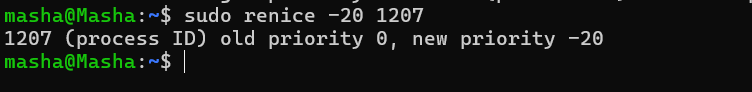 masha@Masha:~$ sudo renice -20 1207
1207 (process ID) old priority 0, new priority -20
masha@Masha:~$